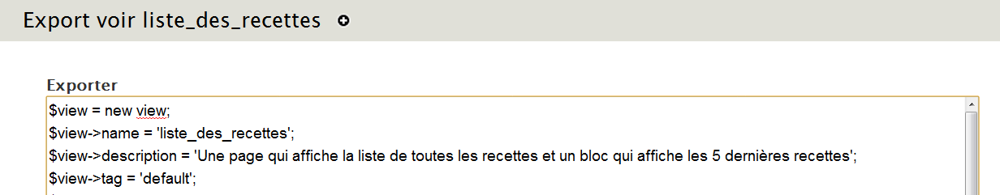 Export voir liste_des_recettes
Exporter
$view = new view;
$view->name = 'liste_des_recettes';
$view->description = 'Une page qui affiche la liste de toutes les recettes et un bloc qui affiche les 5 dernières recettes';
$view->tag = 'default';